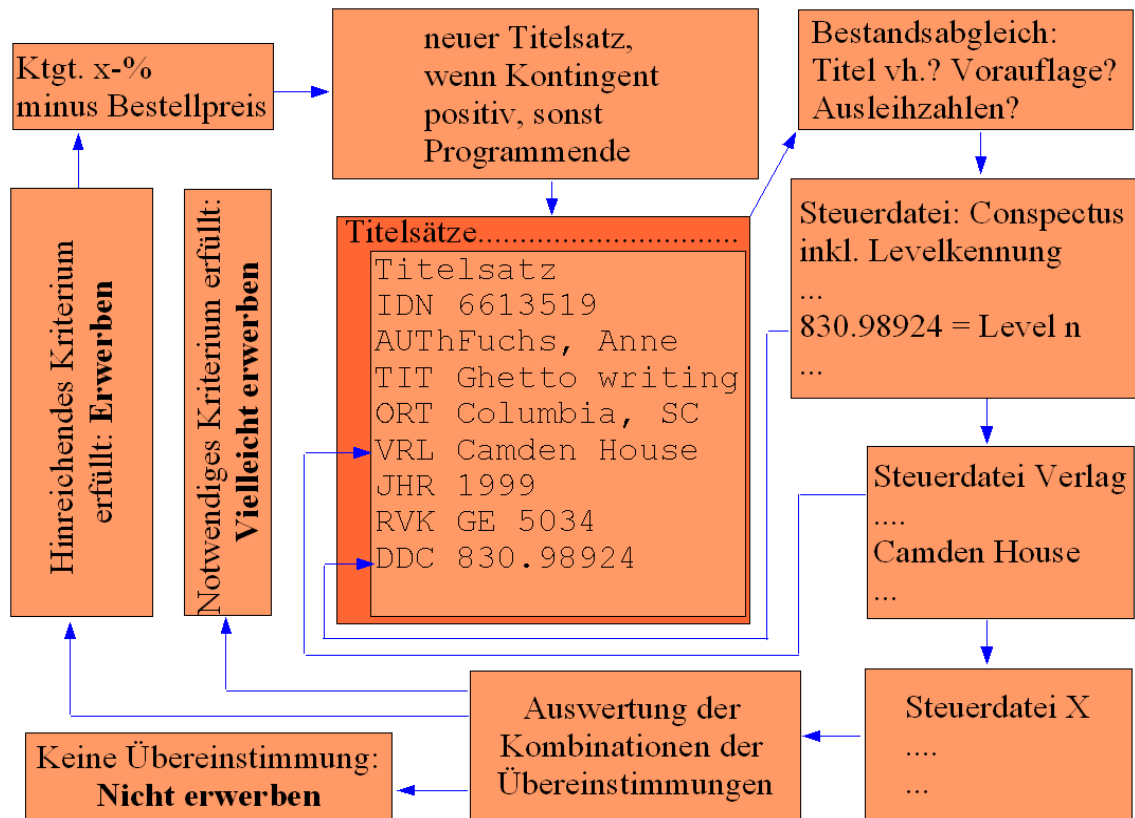 Ktgt. x-%
minus Bestellpreis
neuer Titelsatz,
wenn Kontingent
positiv, sonst
Programmende
Bestandsabgleich:
Titel vh.? Vorauflage?
Ausleihzahlen?
Hinreichendes Kriterium
erfüllt: Erwerben
Notwendiges Kriterium erfüllt:
Vielleicht erwerben
Titelsätze..............................
Titelsatz
IDN 6613519
AUThFuchs, Anne
TIT Ghetto writing
ORT Columbia, SC
VRL Camden House
JHR 1999
RVK GE 5034
DDC 830.98924
Steuerdatei: Conspectus
inkl. Levelkennung
...
830.98924 = Level n
...
Steuerdatei Verlag
....
Camden House
...
Steuerdatei X
....
...
Auswertung der
Kombinationen der
Übereinstimmungen
Keine Übereinstimmung:
Nicht erwerben